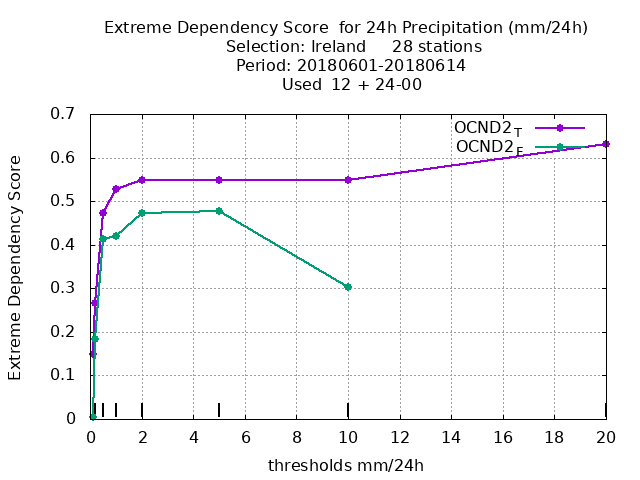 Extreme Dependency Score for 24h Precipitation (mm/24h)
Selection: Ireland 28 stations
Period: 20180601-20180614
Used 12 + 24-00
OCND2T
OCND2F
Extreme Dependency Score
0.7
0.6
0.5
0.4
0.3
0.2
0.1
0
0 2 4 6 8 10 12 14 16 18 20
thresholds mm/24h